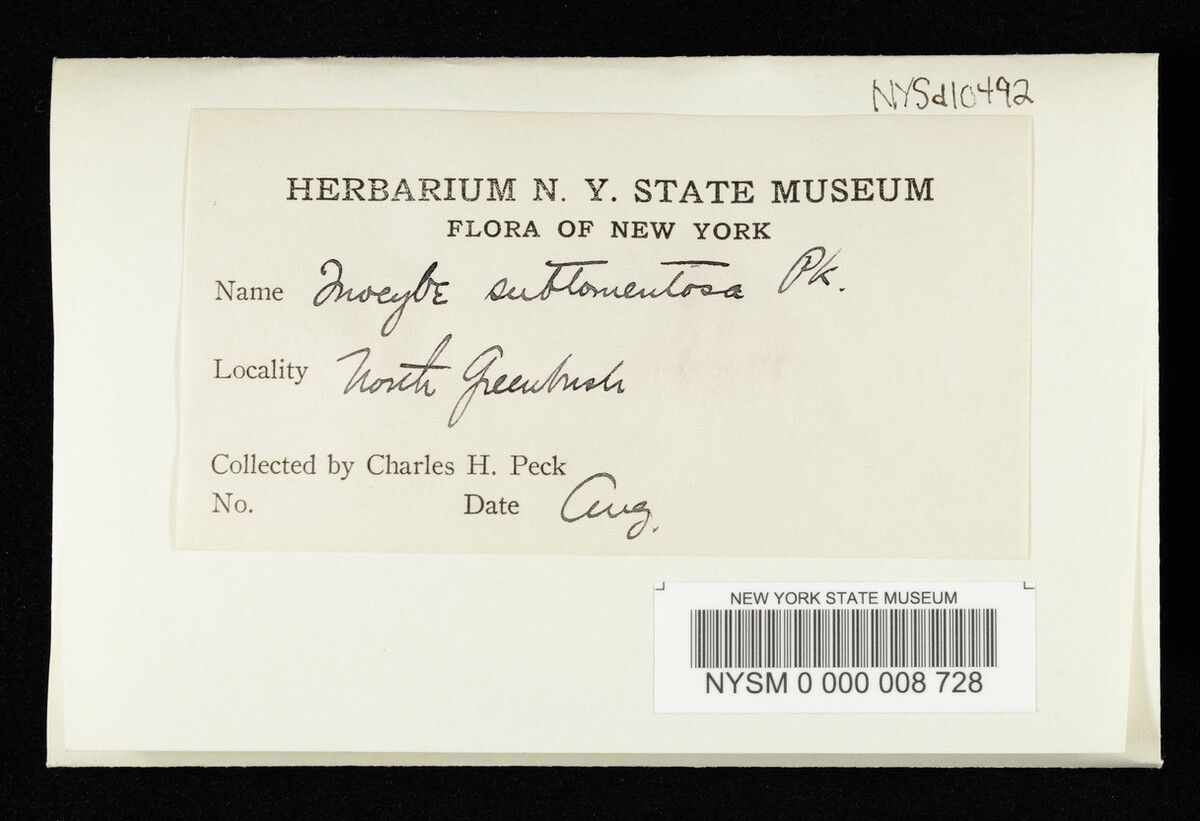 NYSd10492
HERBARIUM N. Y. STATE MUSEUM
FLORA OF NEW YORK
Name Inocybe subtomentosa Pk.
Locality North Greenbush
Collected by Charles H. Peck
No. Date Aug.
NEW YORK STATE MUSEUM
NYSM 0 000 008 728